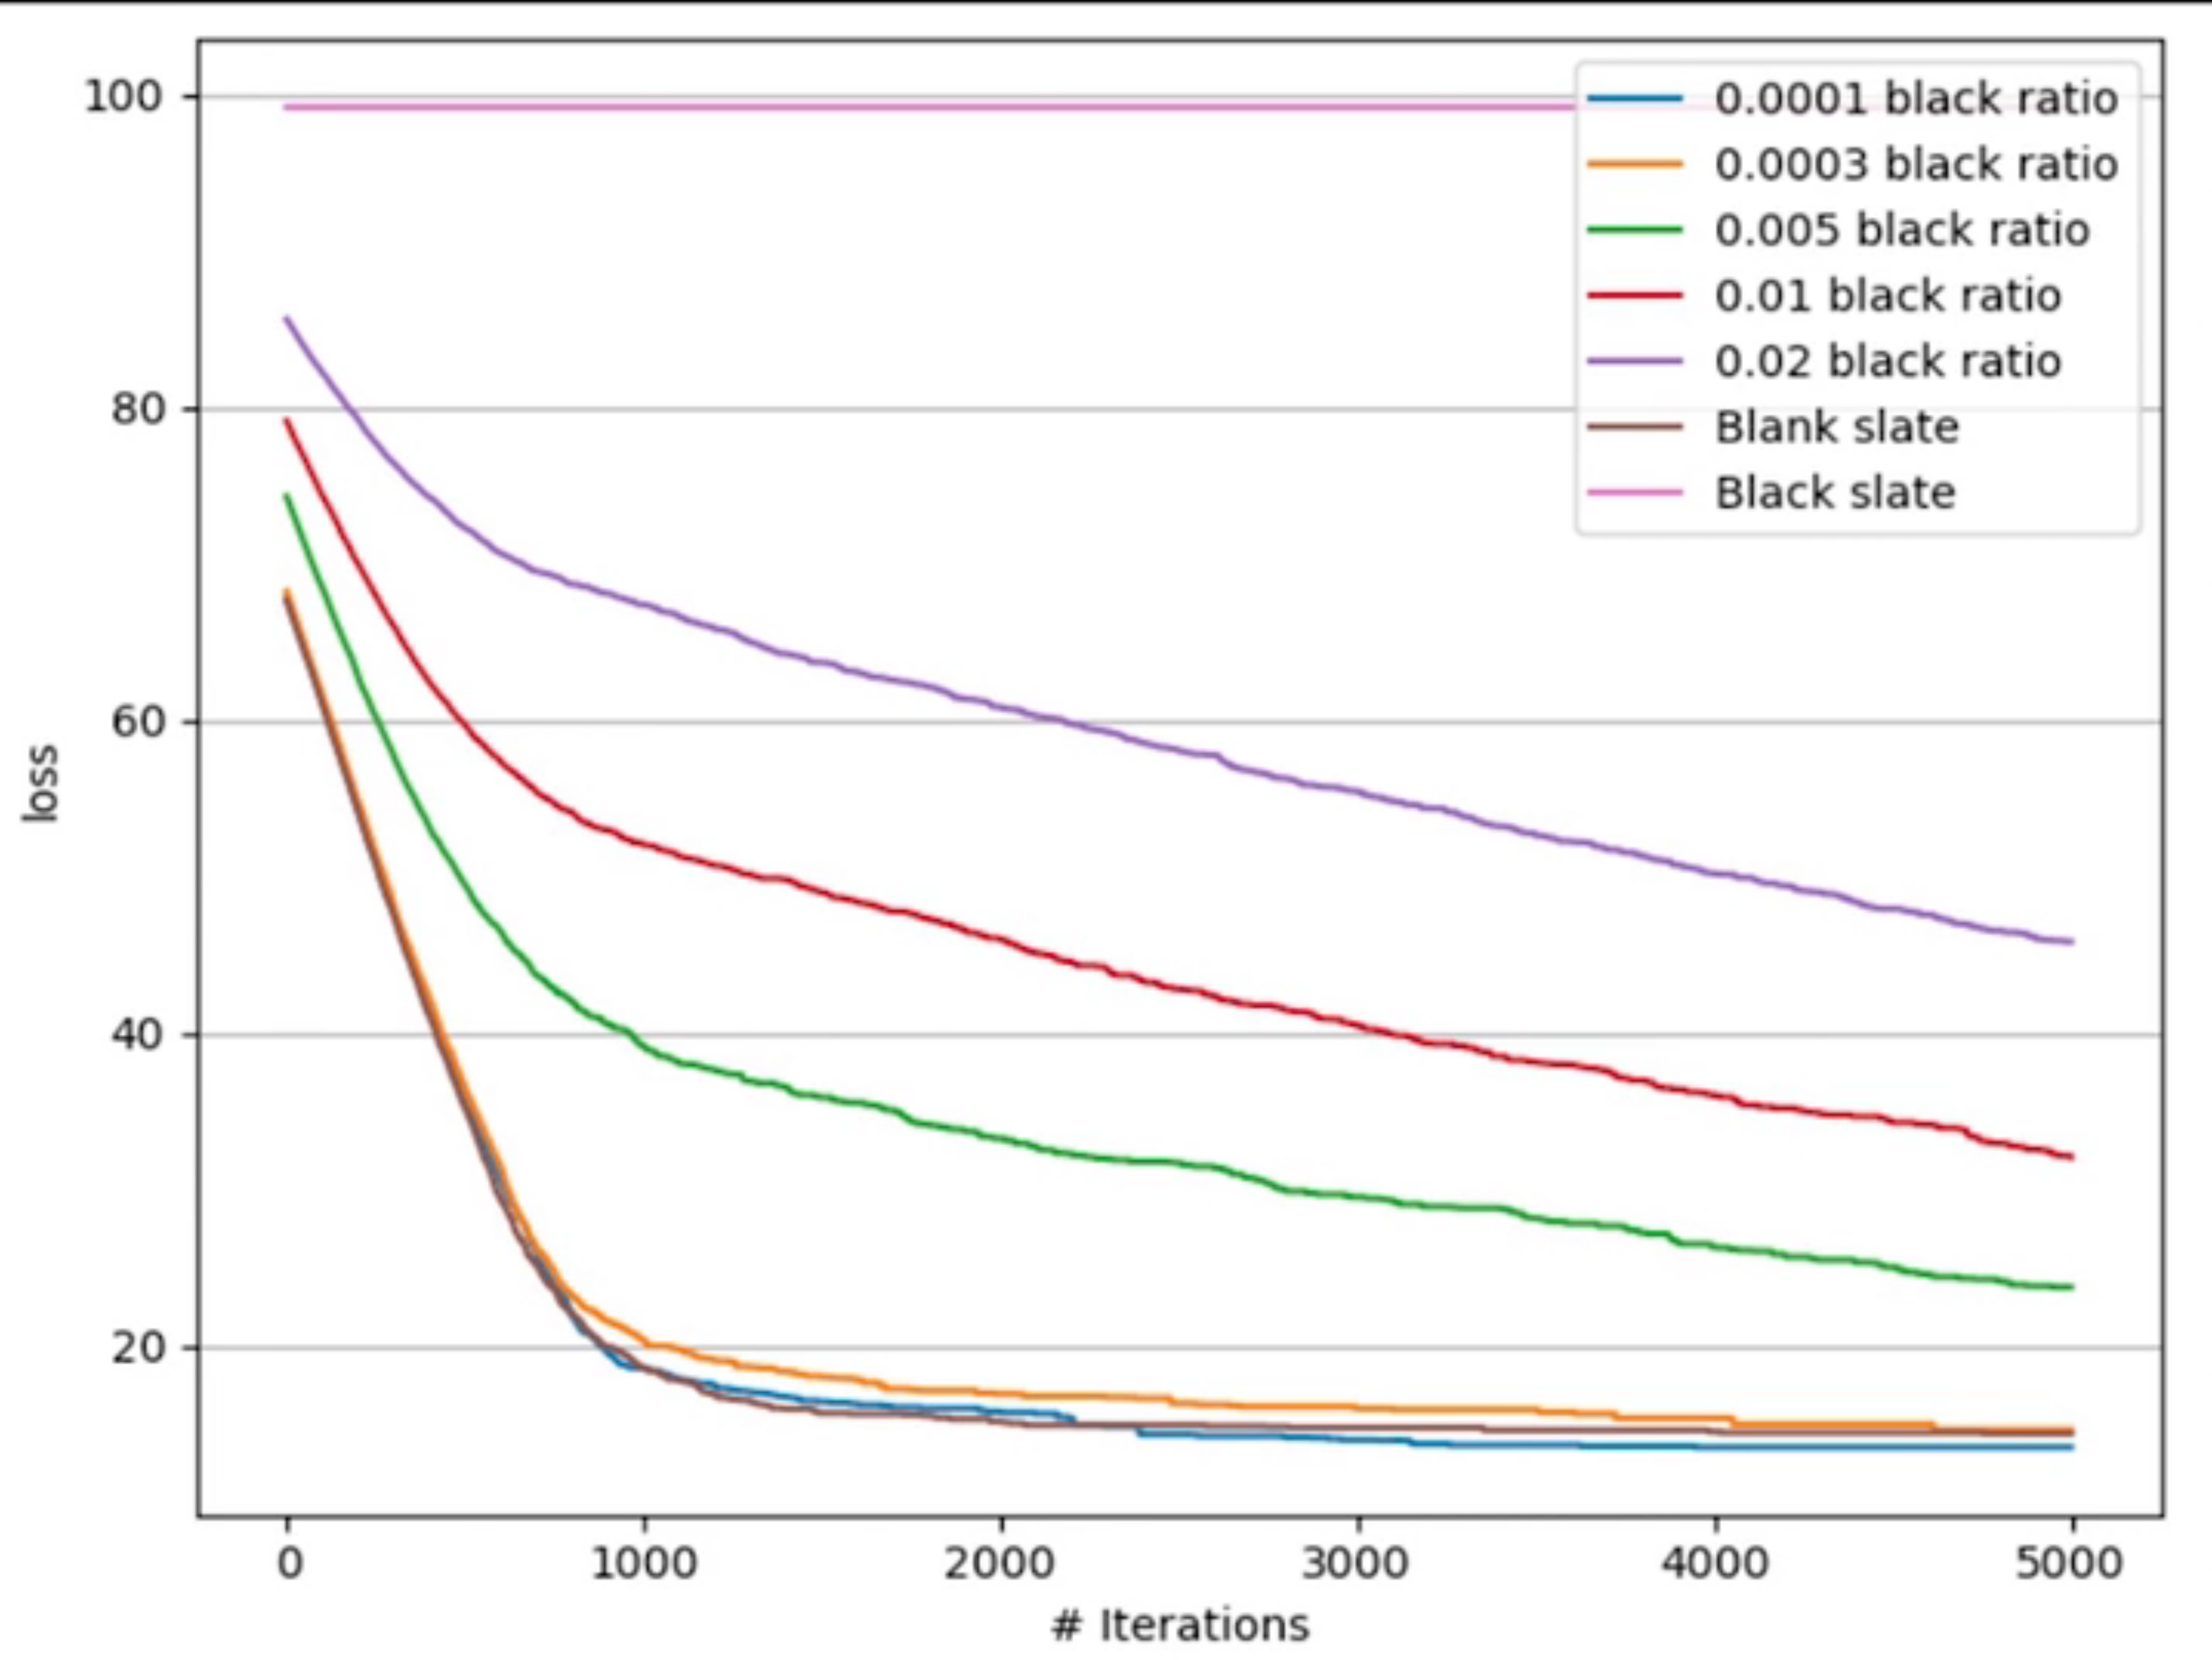 100
80
60
40
20
loss
0.0001 black ratio
0.0003 black ratio
0.005 black ratio
0.01 black ratio
0.02 black ratio
Blank slate
Black slate
0 1000 2000 3000 4000 5000
# Iterations